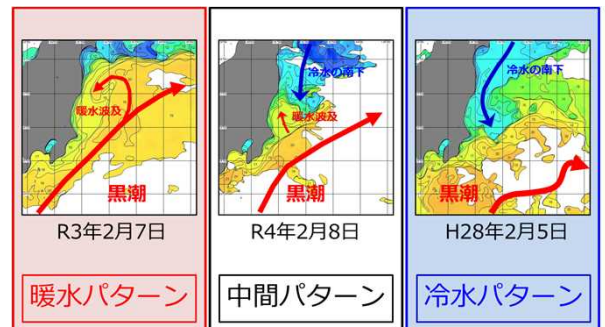 暖水波及
黒潮
R3年2月7日
暖水パターン
冷水の南下
暖水波及
黒潮
R4年2月8日
中間パターン
冷水の南下
黒潮
H28年2月5日
冷水パターン